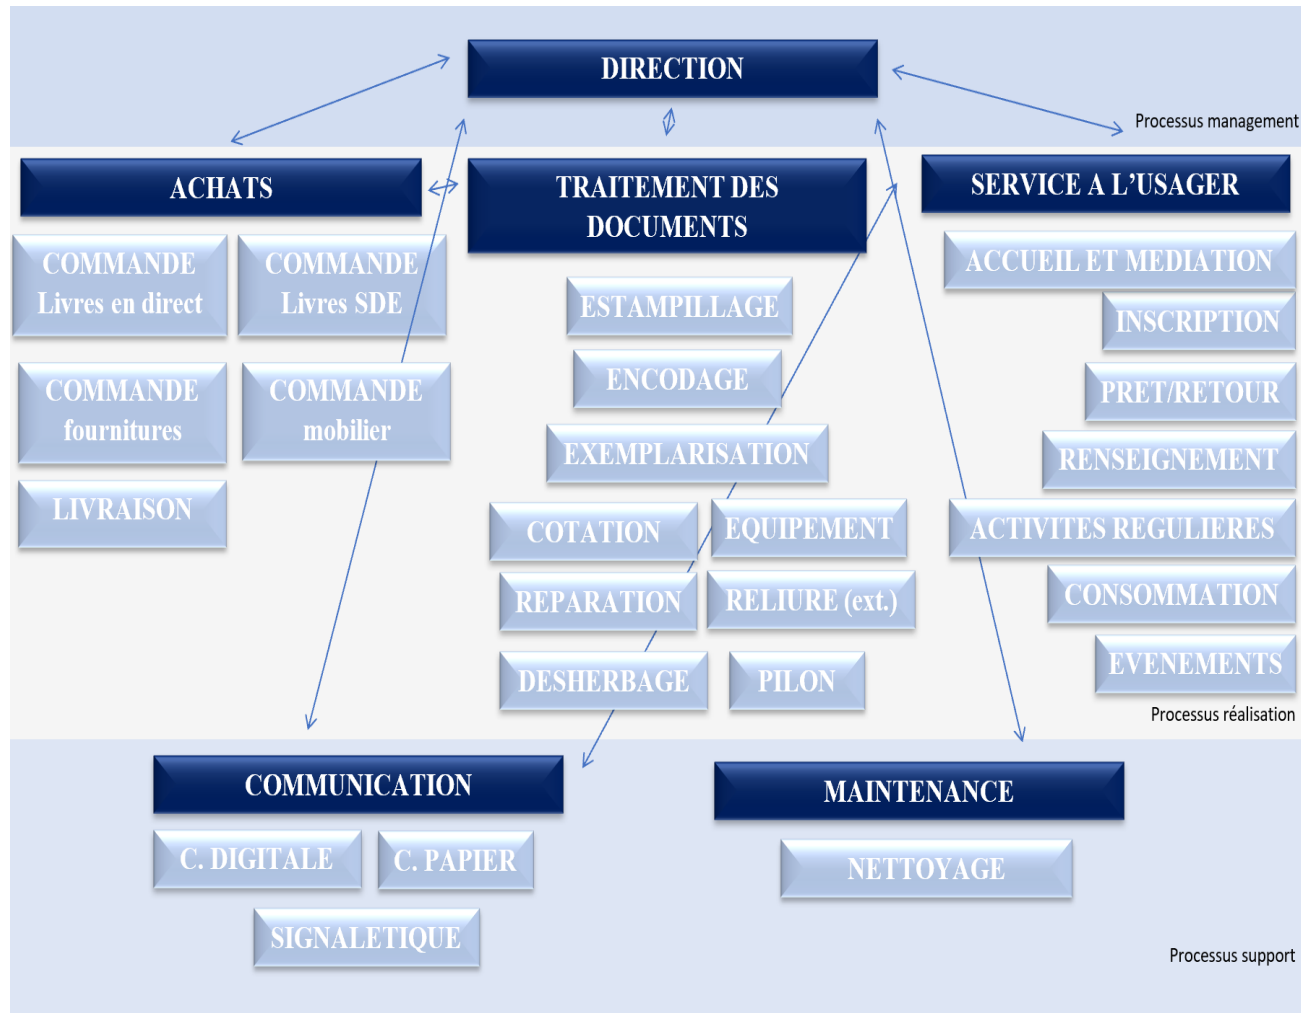 DIRECTION
Processus management
ACHATS
COMMANDE
Livres en direct
COMMANDE
Livres SDE
COMMANDE
fournitures
COMMANDE
mobilier
LIVRAISON
TRAITEMENT DES
DOCUMENTS
ESTAMPILLAGE
ENCODAGE
EXEMPLARISATION
COTATION
EQUIPEMENT
REPARATION
RELIURE (ext.)
DESHERBAGE
PILON
SERVICE A L’USAGER
ACCUEIL ET MEDIATION
INSCRIPTION
PRET/RETOUR
RENSEIGNEMENT
ACTIVITES REGULIERES
CONSOMMATION
EVENEMENTS
Processus réalisation
COMMUNICATION
C. DIGITALE
C. PAPIER
SIGNALETIQUE
MAINTENANCE
NETTOYAGE
Processus support